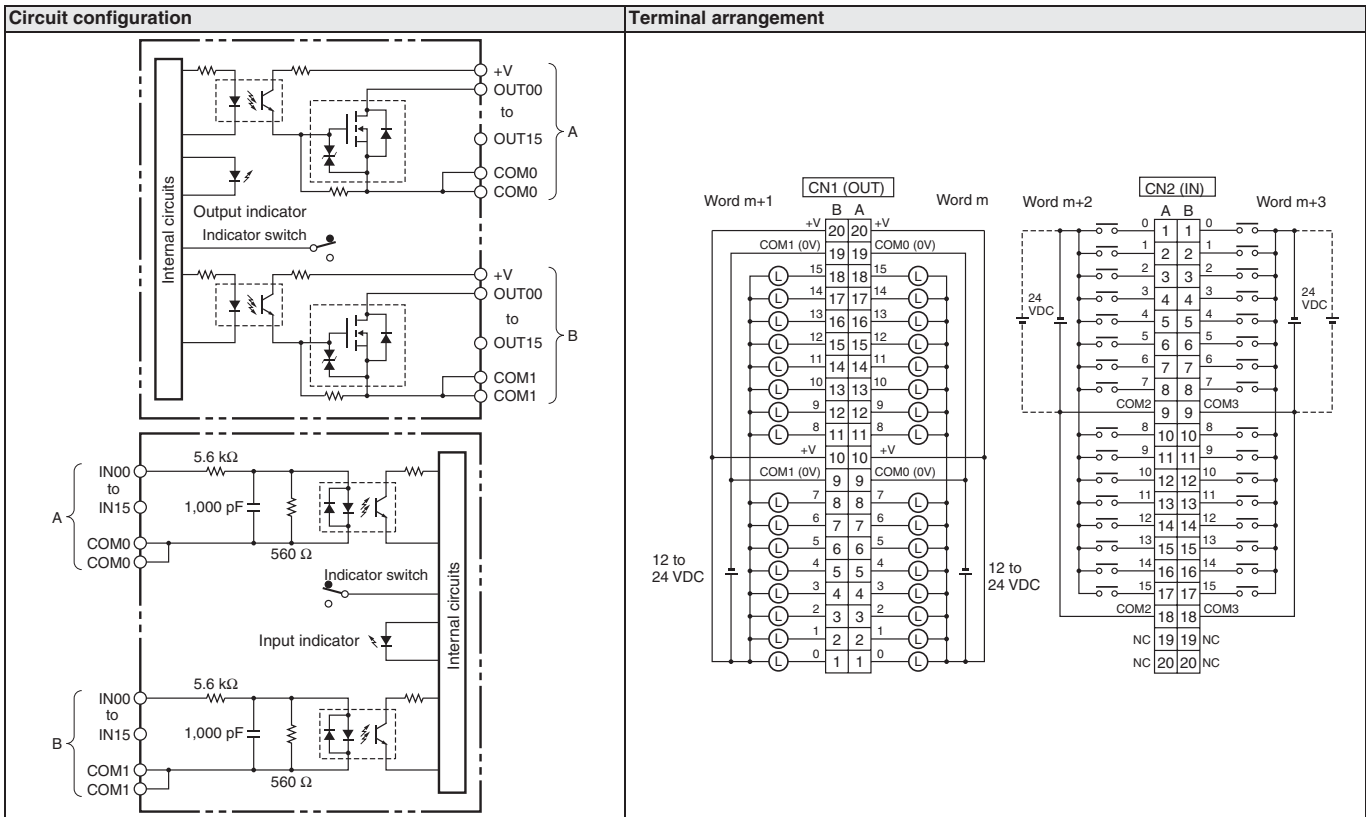 Circuit configuration
Terminal arrangement
+V
OUT00
to
OUT15
COM0
COM0
A
Internal circuits
Output indicator
Indicator switch
+V
OUT00
to
OUT15
COM1
COM1
B
IN00
to
IN15
COM0
COM0
A
5.6 kΩ
1,000 pF
560 Ω
Indicator switch
Input indicator
Internal circuits
IN00
to
IN15
COM1
COM1
B
5.6 kΩ
1,000 pF
560 Ω
CN1 (OUT)
Word m+1
Word m
B A
+V 20 20 +V
COM1 (0V) 19 19 COM0 (0V)
L 15 18 18 15 L
L 14 17 17 14 L
L 13 16 16 13 L
L 12 15 15 12 L
L 11 14 14 11 L
L 10 13 13 10 L
L 9 12 12 9 L
L 8 11 11 8 L
+V 10 10 +V
COM1 (0V) 9 9 COM0 (0V)
L 7 8 8 7 L
L 6 7 7 6 L
L 5 6 6 5 L
L 4 5 5 4 L
L 3 4 4 3 L
L 2 3 3 2 L
L 1 2 2 1 L
L 0 1 1 0 L
12 to
24 VDC
12 to
24 VDC
CN2 (IN)
Word m+2
Word m+3
A B
0 1 1 0
1 2 2 1
2 3 3 2
3 4 4 3
4 5 5 4
5 6 6 5
6 7 7 6
7 8 8 7
COM2 9 9 COM3
8 10 10 8
9 11 11 9
10 12 12 10
11 13 13 11
12 14 14 12
13 15 15 13
14 16 16 14
15 17 17 15
COM2 18 18 COM3
NC 19 19 NC
NC 20 20 NC
24
VDC
24
VDC